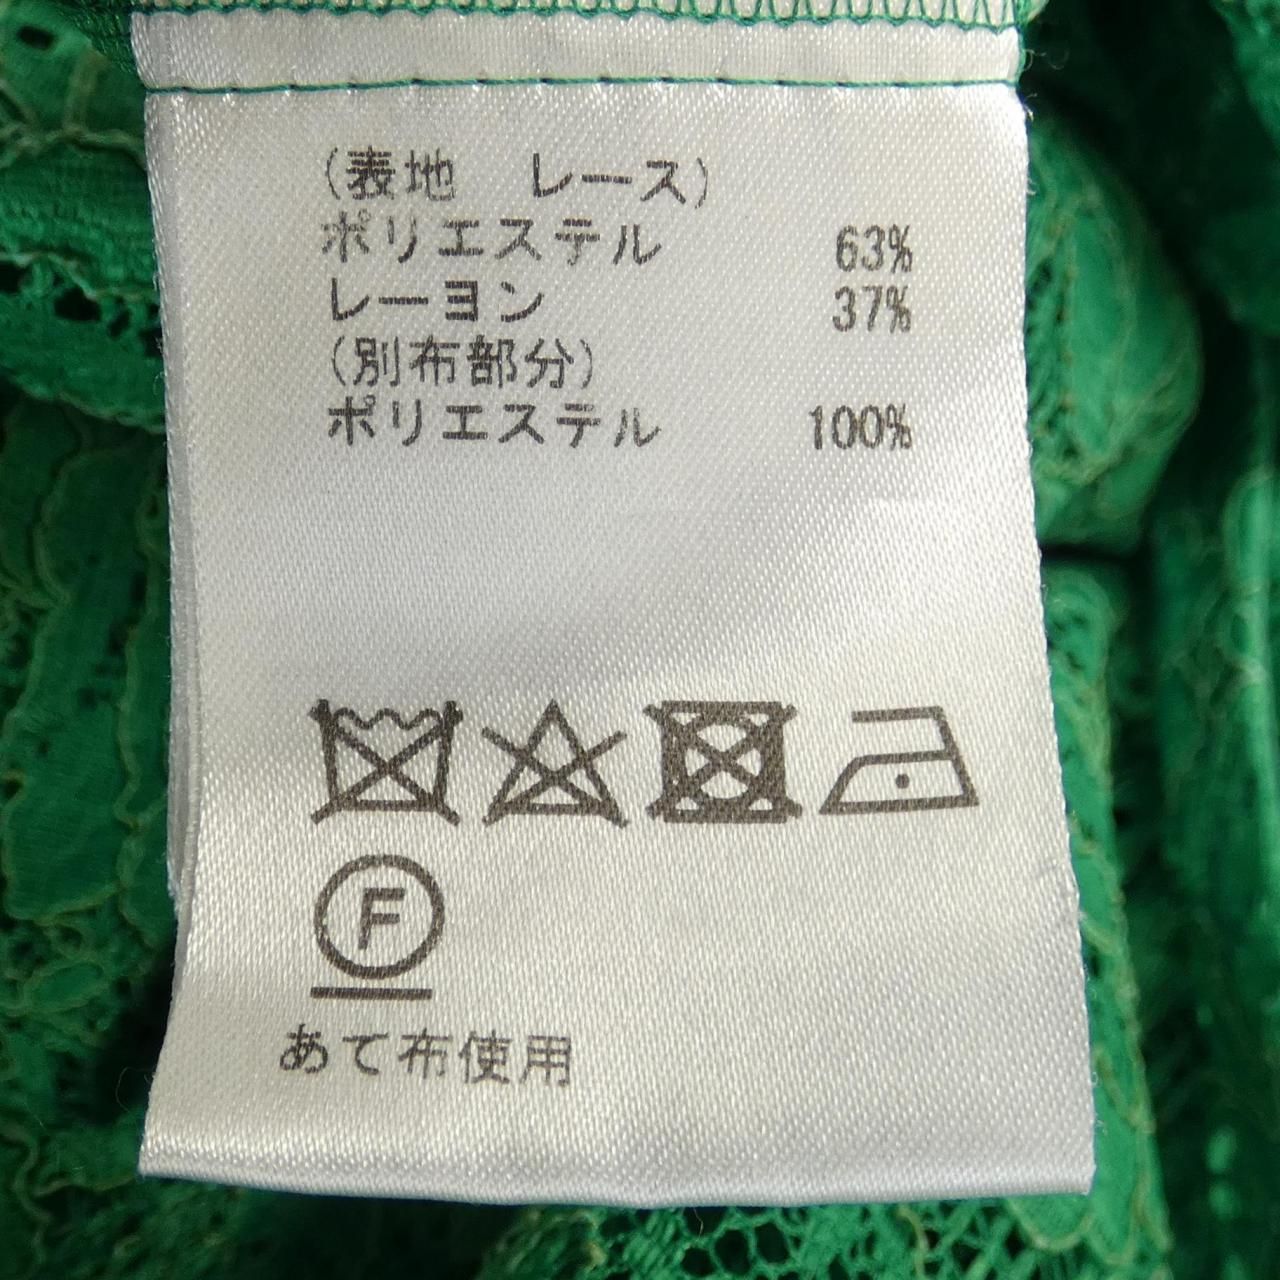 (表地　レース)
ポリエステル 63%
レーヨン 37%
(別布部分)
ポリエステル 100%
F
あて布使用